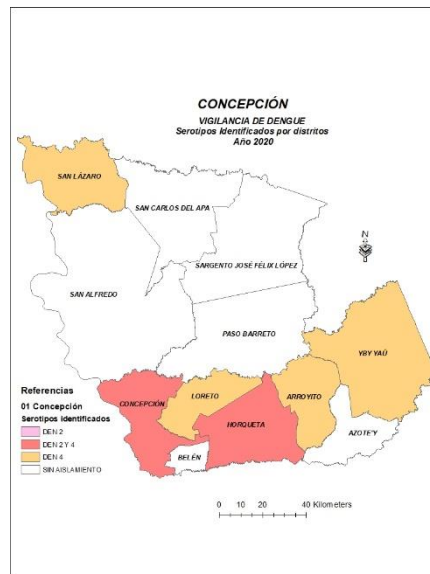 CONCEPCIÓN
VIGILANCIA DE DENGUE
Serotipos Identificados por distritos
Año 2020
SAN LÁZARO
SAN CARLOS DEL APA
N
SARGENTO JOSÉ FÉLIX LÓPEZ
SAN ALFREDO
PASO BARRETO
YBY YAÚ
CONCEPCIÓN
LORETO
ARROYITO
HORQUETA
AZOTE'Y
BELÉN
Referencias
01 Concepción
Serotipos Identificados
DEN 2
DEN 2 Y 4
DEN 4
SIN AISLAMIENTO
0 10 20 40 Kilometers